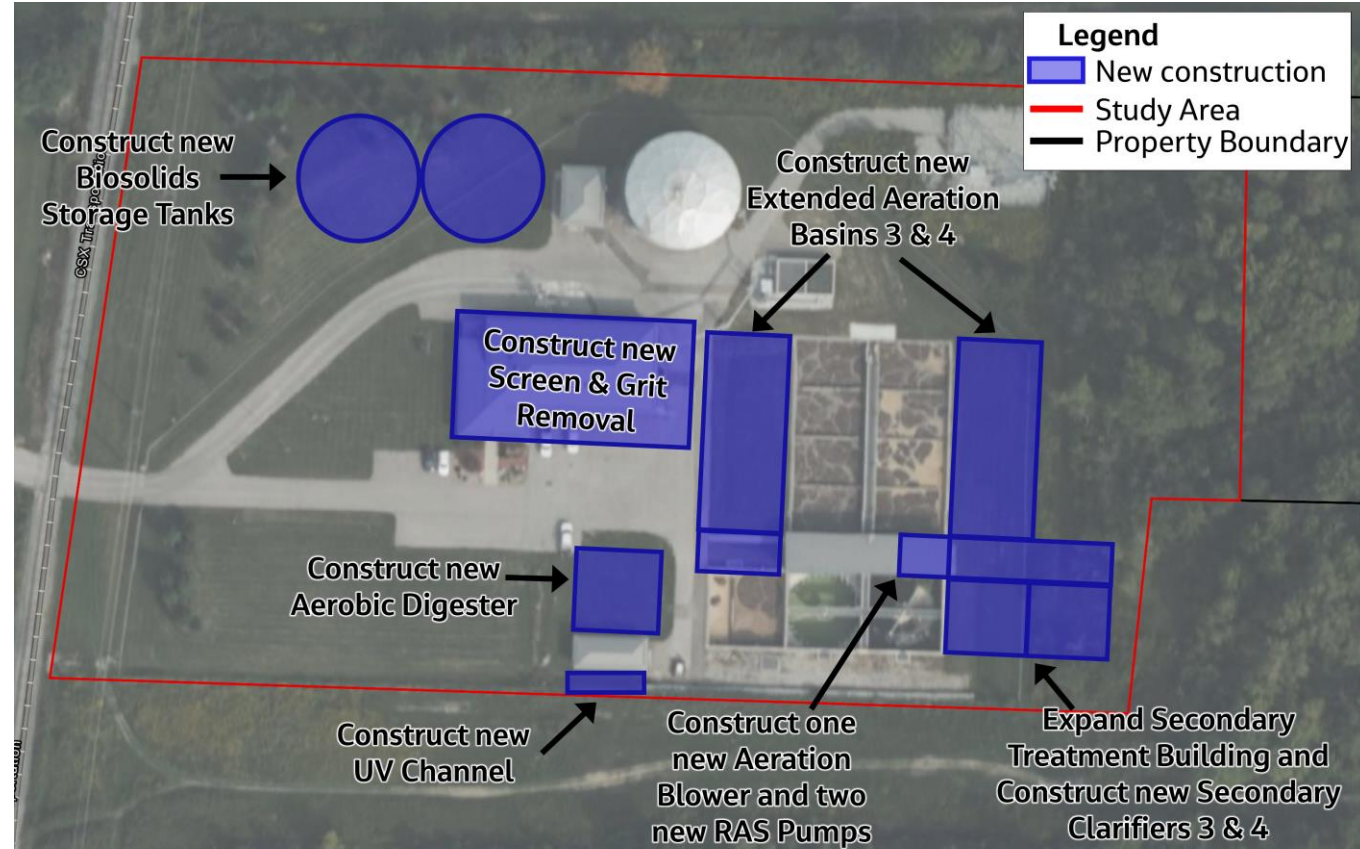 Legend
New construction
Study Area
Property Boundary
Construct new
Biosolids
Storage Tanks
Construct new
Extended Aeration
Basins 3 & 4
Construct new
Screen & Grit
Removal
Construct new
Aerobic Digester
Construct new
UV Channel
Construct one
new Aeration
Blower and two
new RAS Pumps
Expand Secondary
Treatment Building and
Construct new Secondary
Clarifiers 3 & 4